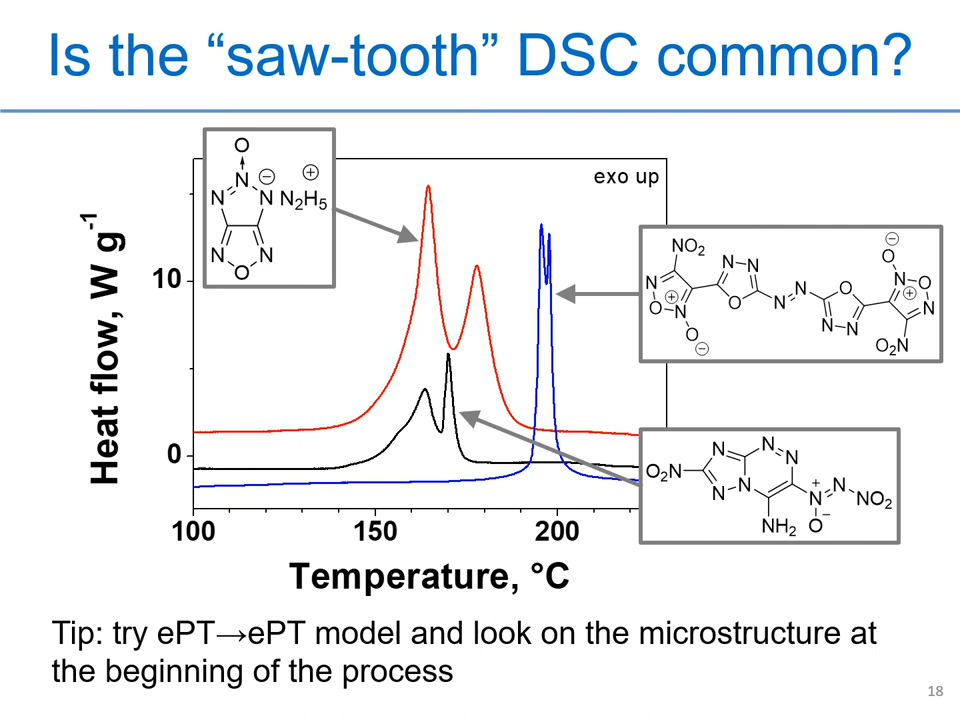 Is the “saw-tooth” DSC common?
exo up
Heat flow, W g-1
10
0
100
150
200
Temperature, °C
O
N
N
N
N2H5
N
N
O
NO2
N
O
N
O
N
N
O
N
N
O
N
N
O
N
O
N
O2N
O2N
N
N
N
N
N
N
N
N
NO2
NH2
O
Tip: try ePT→ePT model and look on the microstructure at
the beginning of the process
18